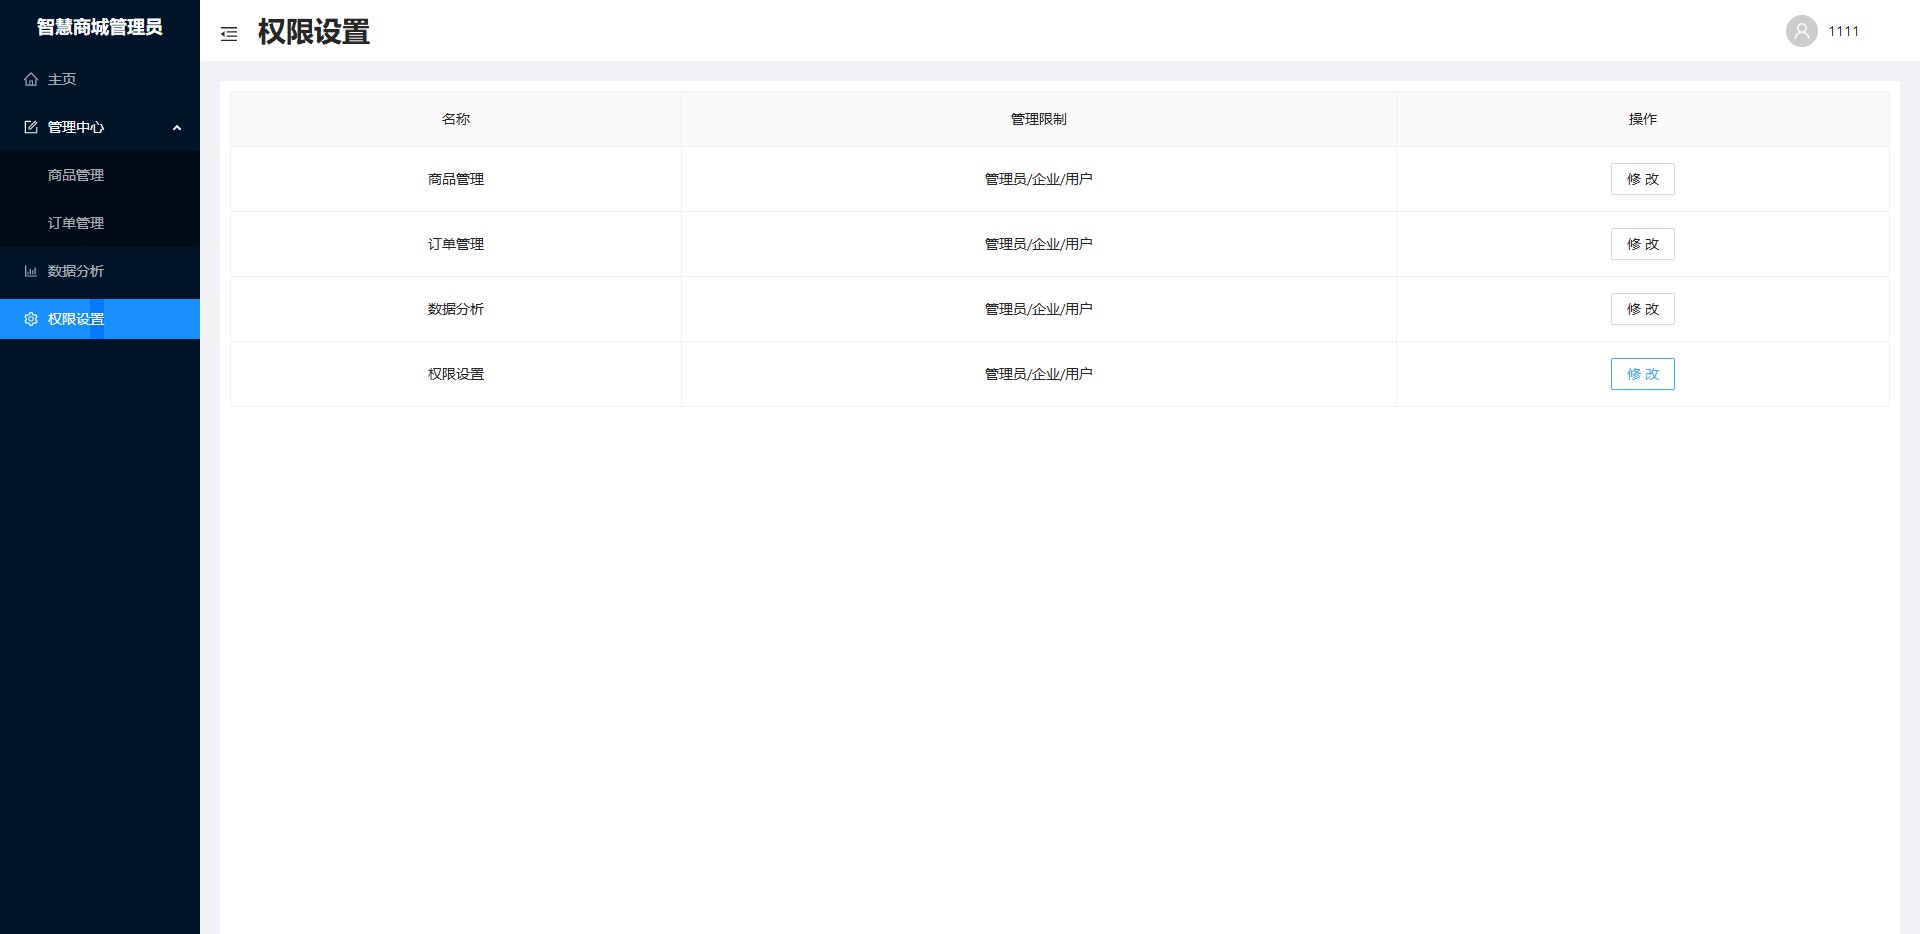 智慧商城管理员
主页
管理中心
商品管理
订单管理
数据分析
权限设置
权限设置
1111
名称 管理限制 操作
商品管理 管理员/企业/用户 修 改
订单管理 管理员/企业/用户 修 改
数据分析 管理员/企业/用户 修 改
权限设置 管理员/企业/用户 修 改